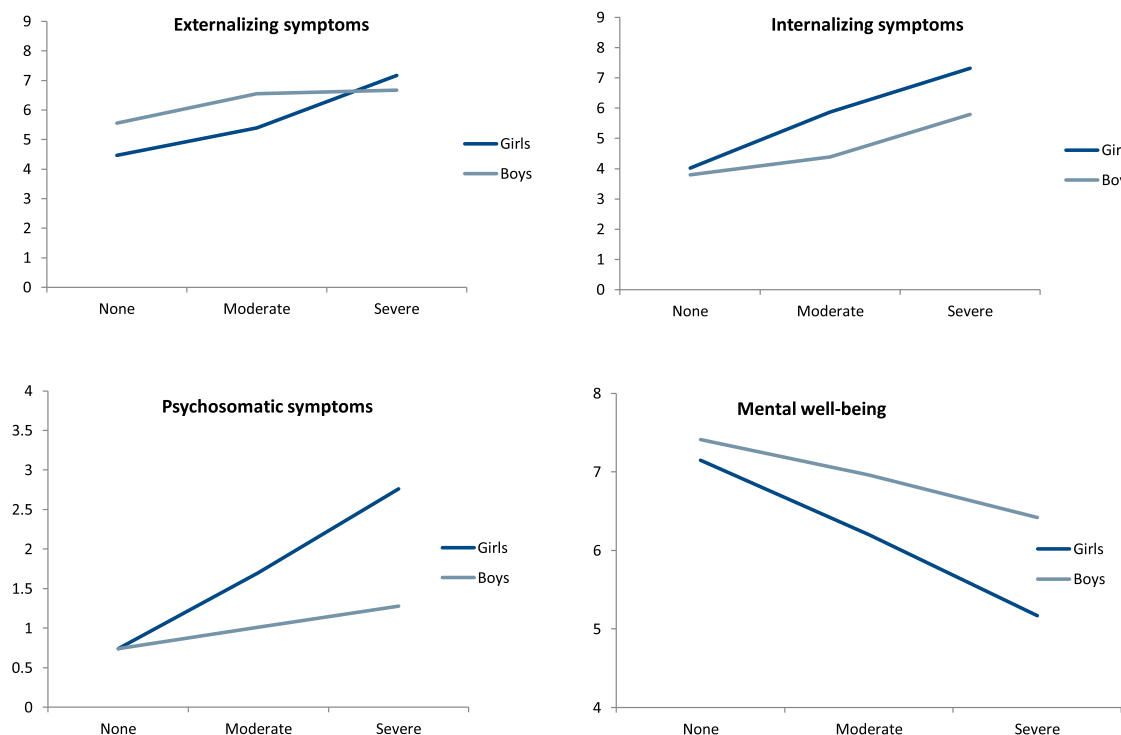 Externalizing symptoms
9
8
7
6
5
4
3
2
1
0
None Moderate Severe
Girls
Boys
Internalizing symptoms
9
8
7
6
5
4
3
2
1
0
None Moderate Severe
Psychosomatic symptoms
4
3.5
3
2.5
2
1.5
1
0.5
0
None Moderate Severe
Girls
Boys
Mental well-being
8
7
6
5
4
None Moderate Severe
Girls
Boys